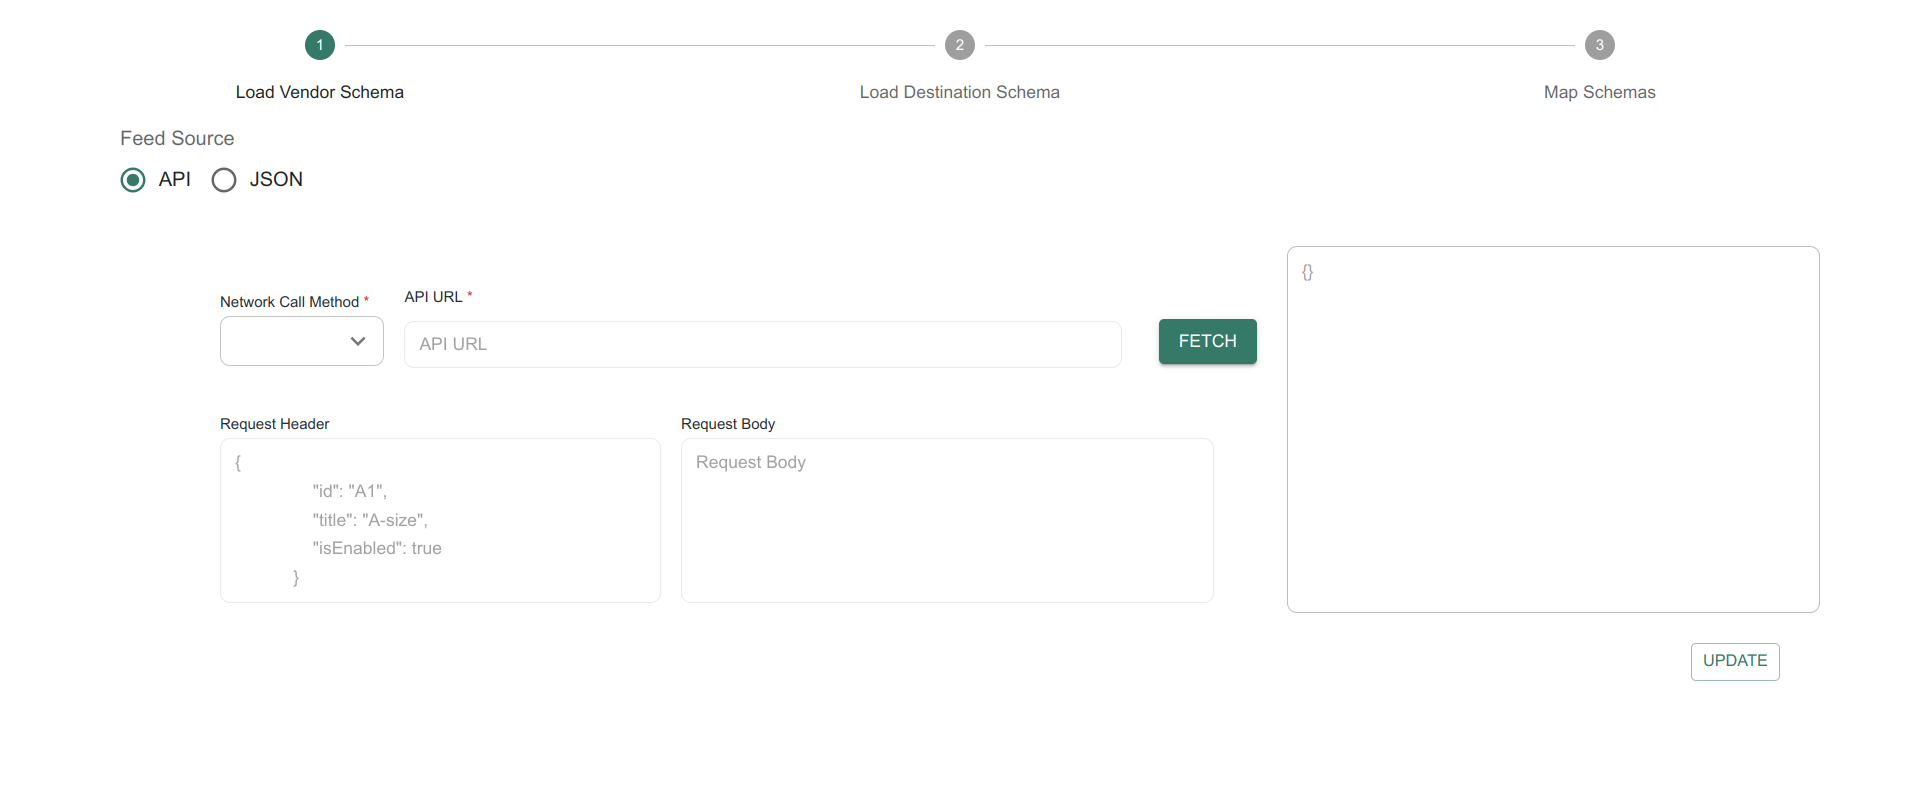 1
2
3
Load Vendor Schema
Load Destination Schema
Map Schemas
Feed Source
API
JSON
Network Call Method *
API URL *
API URL
FETCH
Request Header
{
"id": "A1",
"title": "A-size",
"isEnabled": true
}
Request Body
Request Body
{}
UPDATE